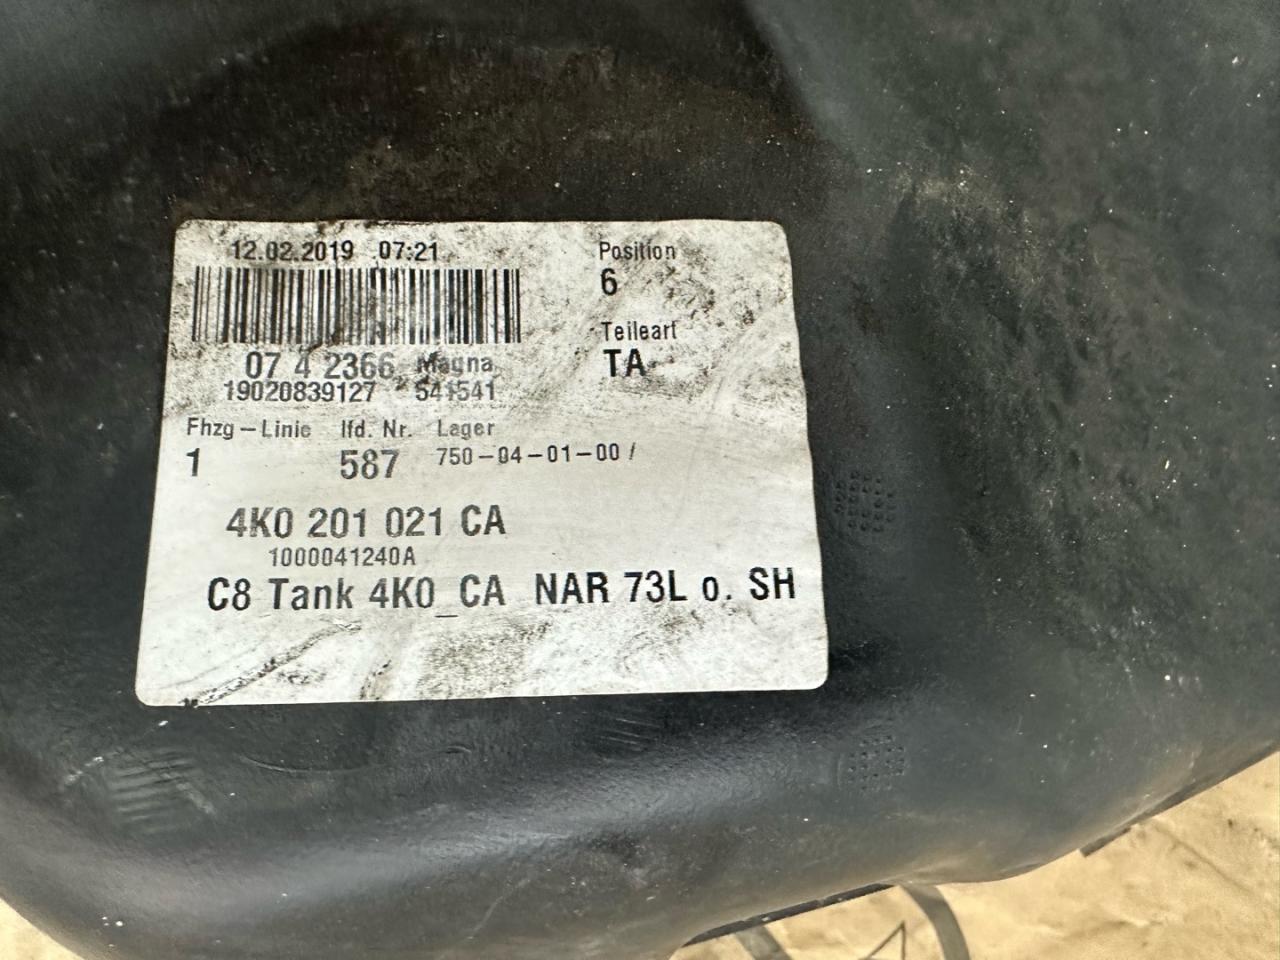 12.02.2019 07:21
Position
6
Teileart
TA
07 4 2366 Magna
19020839127 541541
Fhzg-Linie lfd. Nr. Lager
1 587 750-04-01-00 /
4K0 201 021 CA
1000041240A
C8 Tank 4K0_CA NAR 73L o. SH